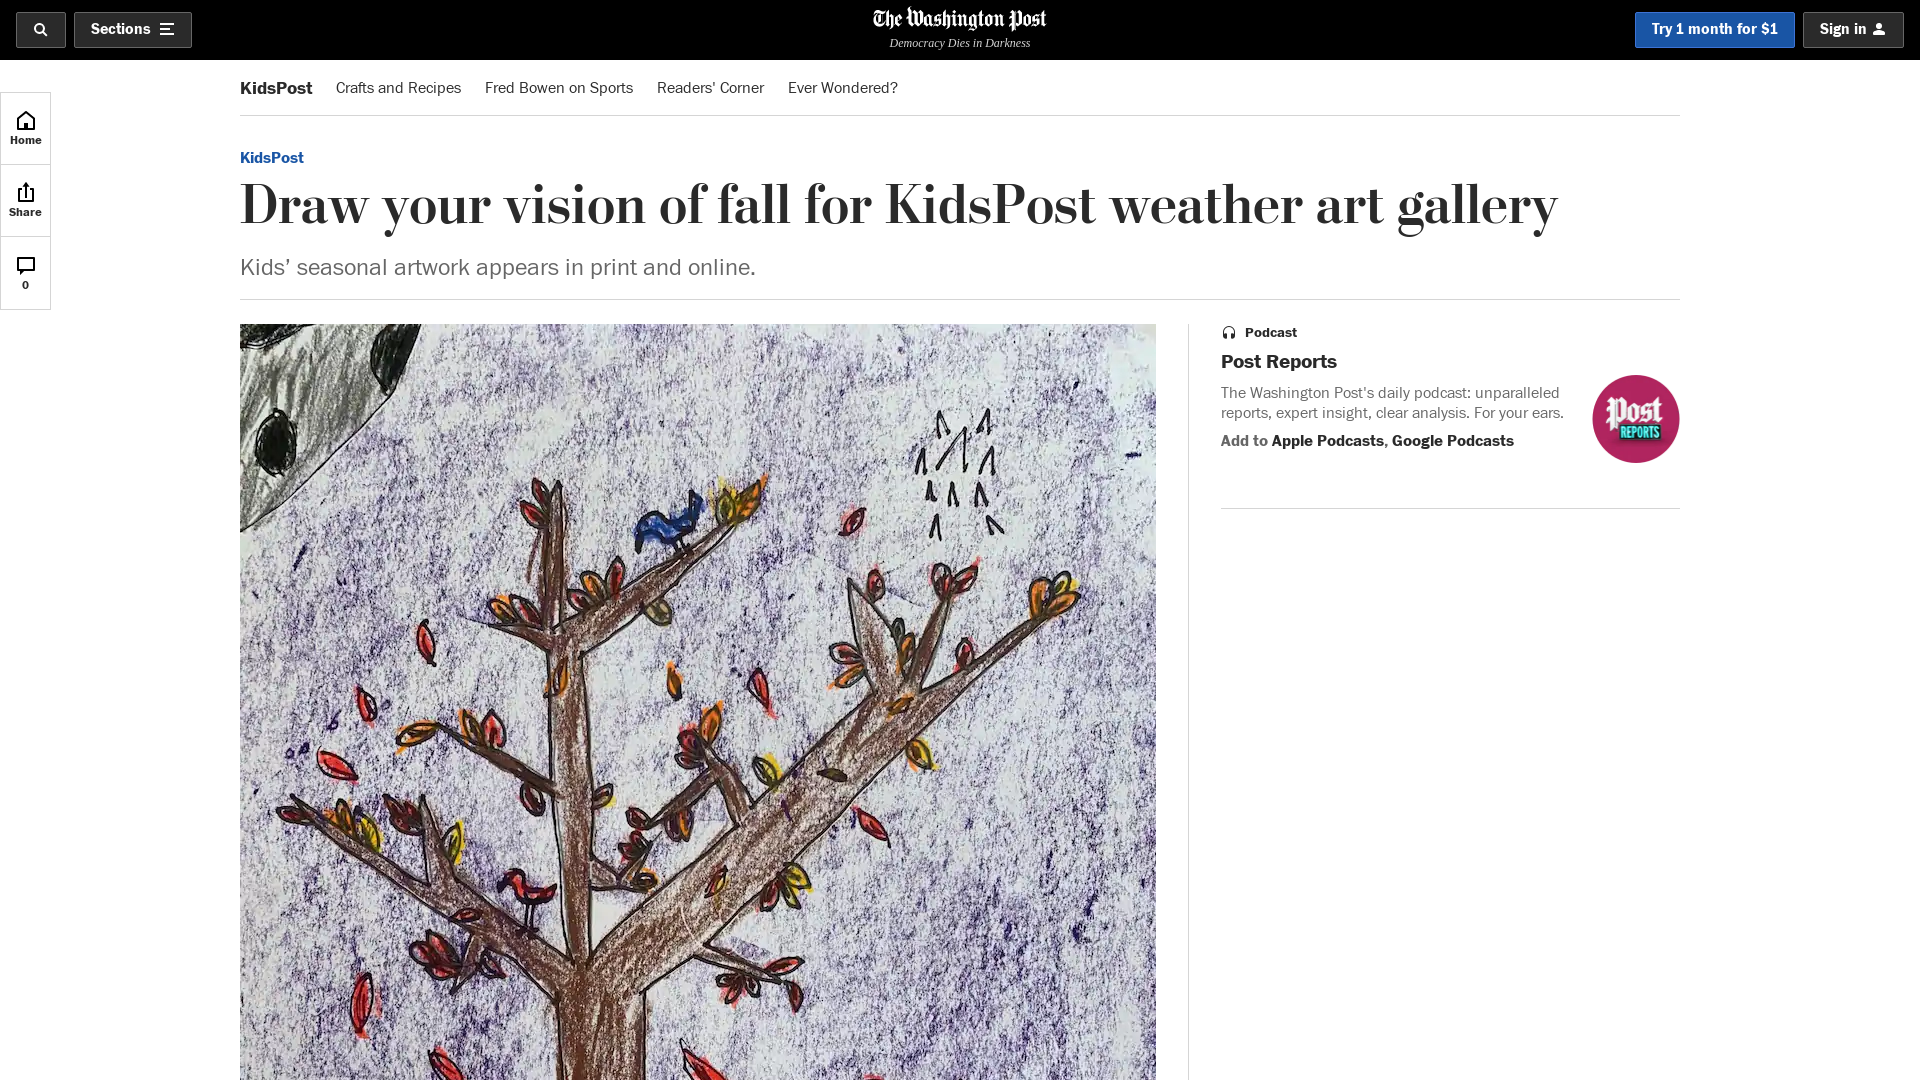 Sections
The Washington Post
Democracy Dies in Darkness
Try 1 month for $1
Sign in
Home
Share
0
KidsPost
Crafts and Recipes
Fred Bowen on Sports
Readers' Corner
Ever Wondered?
KidsPost
Draw your vision of fall for KidsPost weather art gallery
Kids’ seasonal artwork appears in print and online.
Podcast
Post Reports
The Washington Post's daily podcast: unparalleled
reports, expert insight, clear analysis. For your ears.
Add to Apple Podcasts, Google Podcasts
Post
REPORTS